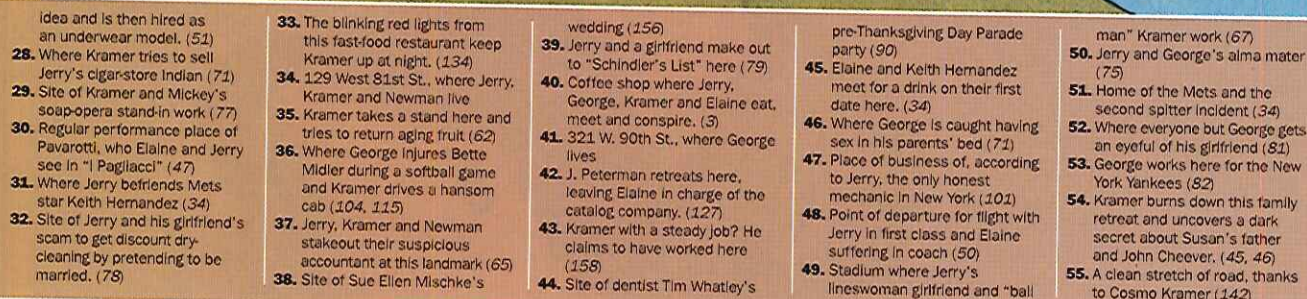 idea and is then hired as
an underwear model. (51)
28. Where Kramer tries to sell
Jerry's cigar-store Indian (71)
29. Site of Kramer and Mickey's
soap-opera stand-in work (77)
30. Regular performance place of
Pavarotti, who Elaine and Jerry
see in "I Pagliacci" (47)
31. Where Jerry befriends Mets
star Keith Hernandez (34)
32. Site of Jerry and his girlfriend's
scam to get discount dry-
cleaning by pretending to be
married. (78)
33. The blinking red lights from
this fast-food restaurant keep
Kramer up at night. (134)
34. 129 West 81st St., where Jerry,
Kramer and Newman live
35. Kramer takes a stand here and
tries to return aging fruit (62)
36. Where George injures Bette
Midler during a softball game
and Kramer drives a hansom
cab (104, 115)
37. Jerry, Kramer and Newman
stakeout their suspicious
accountant at this landmark (65)
38. Site of Sue Ellen Mischke's
wedding (156)
39. Jerry and a girlfriend make out
to "Schindler's List" here (79)
40. Coffee shop where Jerry,
George, Kramer and Elaine eat,
meet and conspire. (3)
41. 321 W. 90th St., where George
lives
42. J. Peterman retreats here,
leaving Elaine in charge of the
catalog company. (127)
43. Kramer with a steady job? He
claims to have worked here
(158)
44. Site of dentist Tim Whatley's
pre-Thanksgiving Day Parade
party (90)
45. Elaine and Keith Hernandez
meet for a drink on their first
date here. (34)
46. Where George is caught having
sex in his parents' bed (71)
47. Place of business of, according
to Jerry, the only honest
mechanic in New York (101)
48. Point of departure for flight with
Jerry in first class and Elaine
suffering in coach (50)
49. Stadium where Jerry's
lineswoman girlfriend and "ball
man" Kramer work (67)
50. Jerry and George's alma mater
(75)
51. Home of the Mets and the
second spitter incident (34)
52. Where everyone but George gets
an eyeful of his girlfriend (81)
53. George works here for the New
York Yankees (82)
54. Kramer burns down this family
retreat and uncovers a dark
secret about Susan's father
and John Cheever. (45, 46)
55. A clean stretch of road, thanks
to Cosmo Kramer (142)